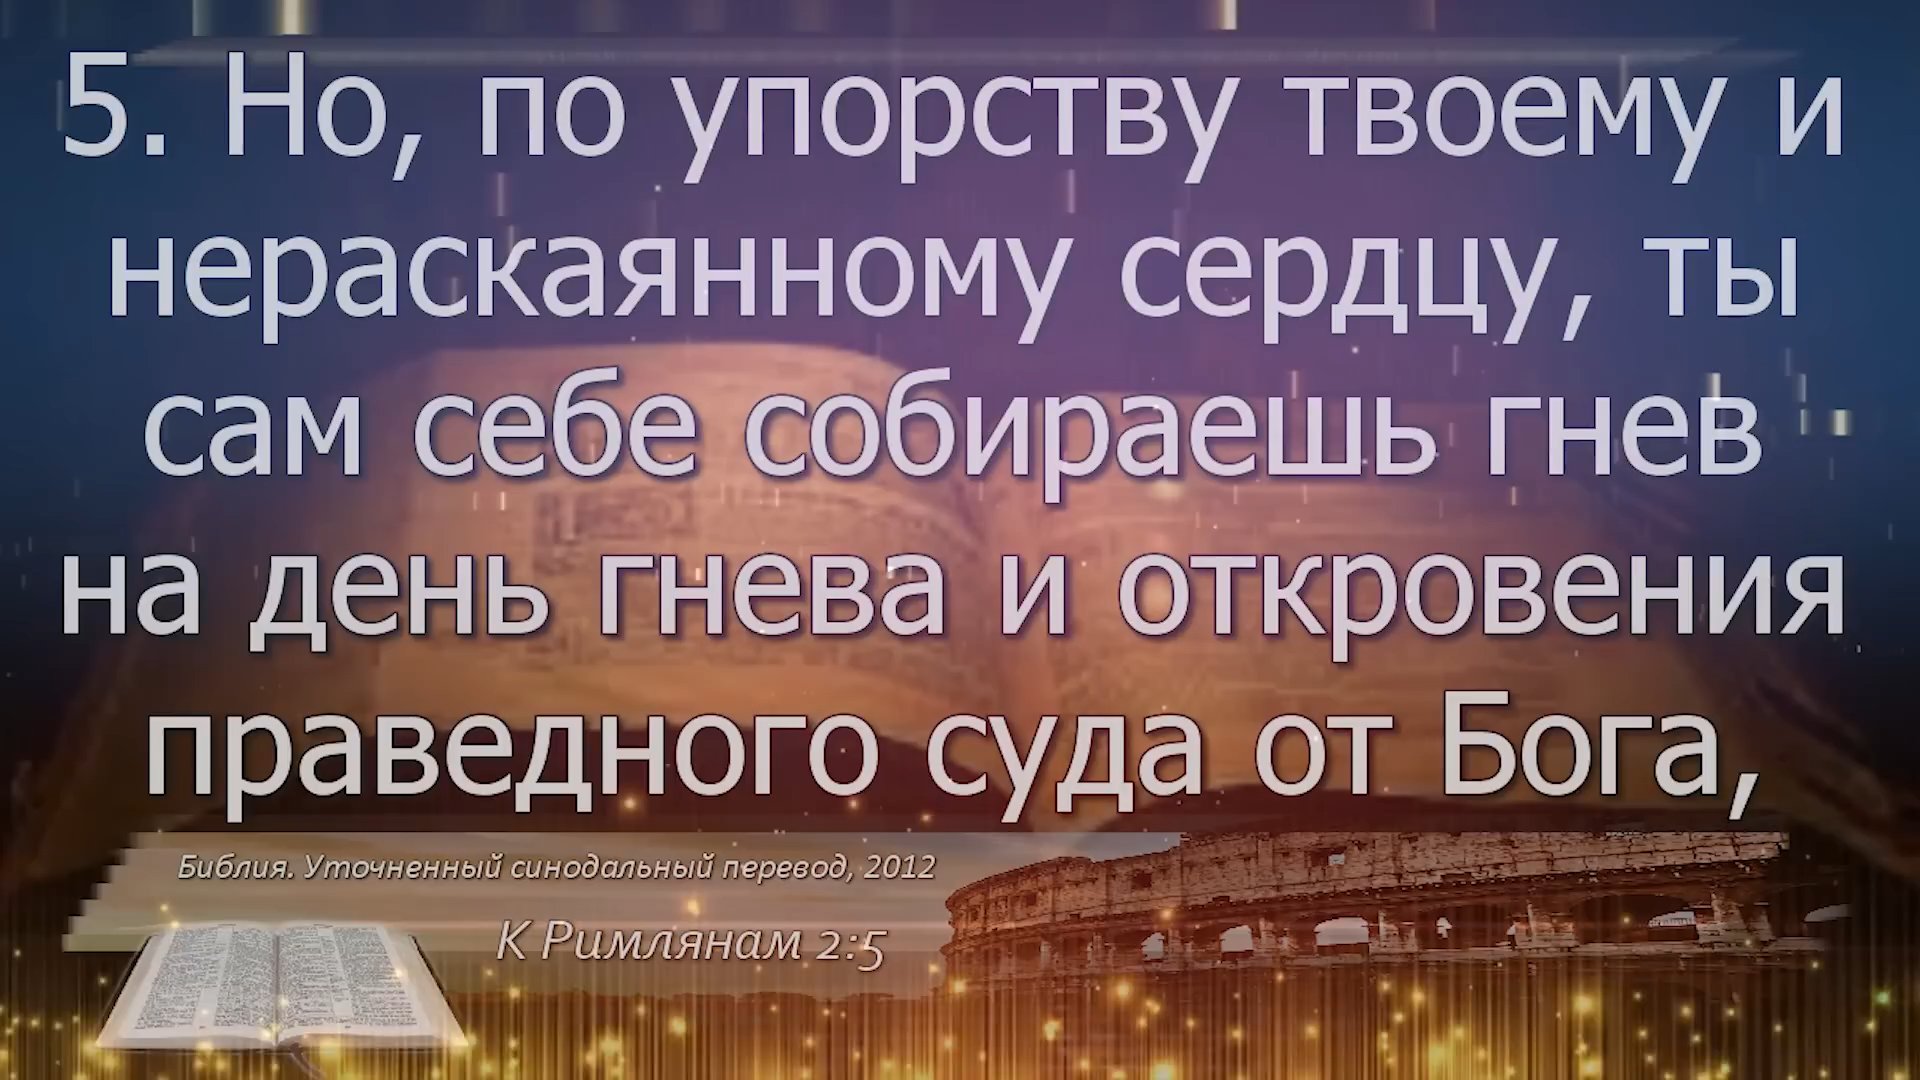 5. Но, по упорству твоему и
нераскаянному сердцу, ты
сам себе собираешь гнев
на день гнева и откровения
праведного суда от Бога,
Библия. Уточненный синодальный перевод, 2012
К Римлянам 2:5